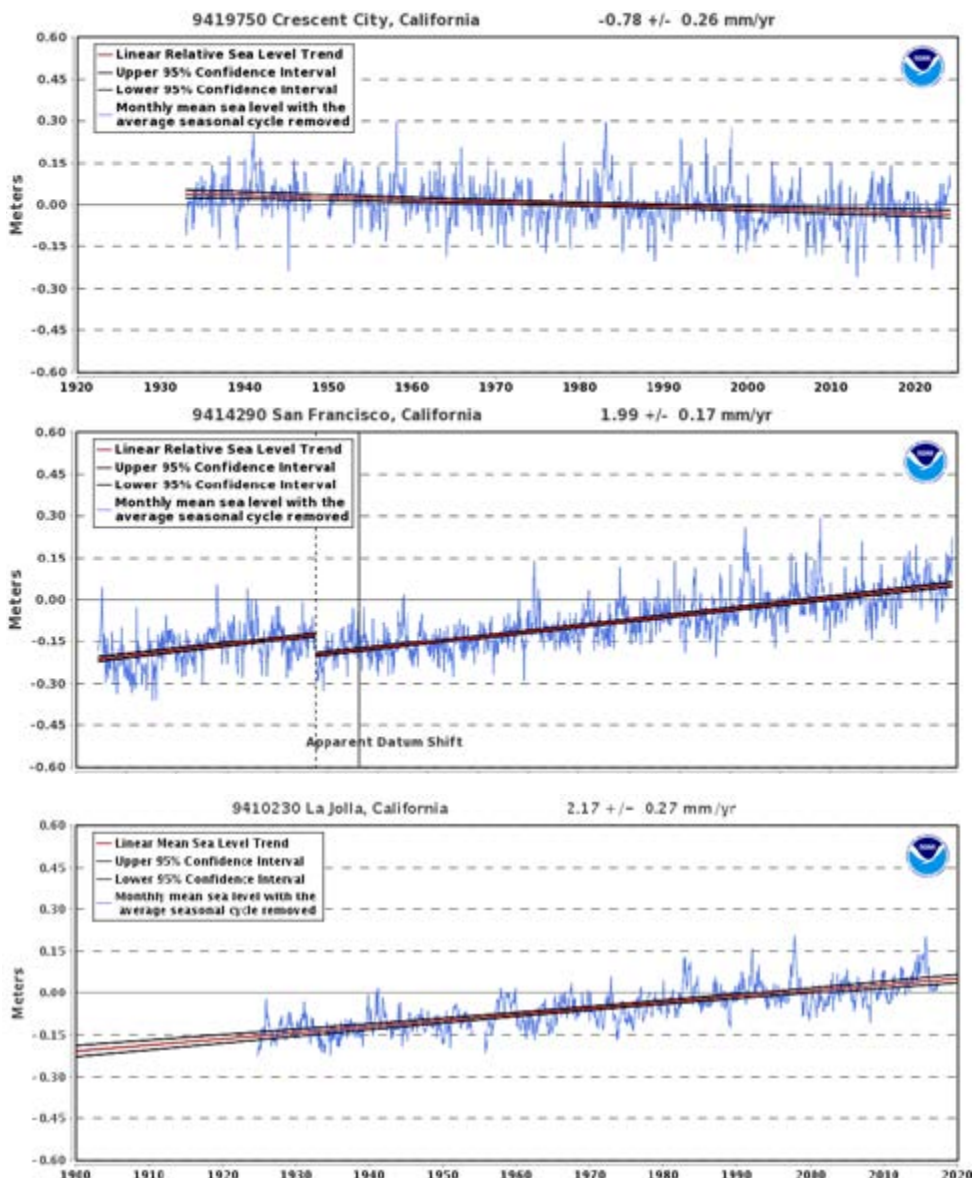 9419750 Crescent City, California -0.78 +/- 0.26 mm/yr
0.60
Linear Relative Sea Level Trend
Upper 95% Confidence Interval
0.45
Lower 95% Confidence Interval
Monthly mean sea level with the
average seasonal cycle removed
0.30
0.15
0.00
-0.15
-0.30
-0.45
-0.60
Meters
1920 1930 1940 1950 1960 1970 1980 1990 2000 2010 2020
9414290 San Francisco, California 1.99 +/- 0.17 mm/yr
0.60
Linear Relative Sea Level Trend
Upper 95% Confidence Interval
0.45
Lower 95% Confidence Interval
Monthly mean sea level with the
average seasonal cycle removed
0.30
0.15
0.00
-0.15
-0.30
-0.45
-0.60
Meters
Apparent Datum Shift
9410230 La Jolla, California 2.17 +/- 0.27 mm/yr
0.60
Linear Mean Sea Level Trend
Upper 95% Confidence Interval
0.45
Lower 95% Confidence Interval
Monthly mean sea level with the
average seasonal cycle removed
0.30
0.15
0.00
-0.15
-0.30
-0.45
-0.60
Meters
1900 1910 1920 1930 1940 1950 1960 1970 1980 1990 2000 2010 2020